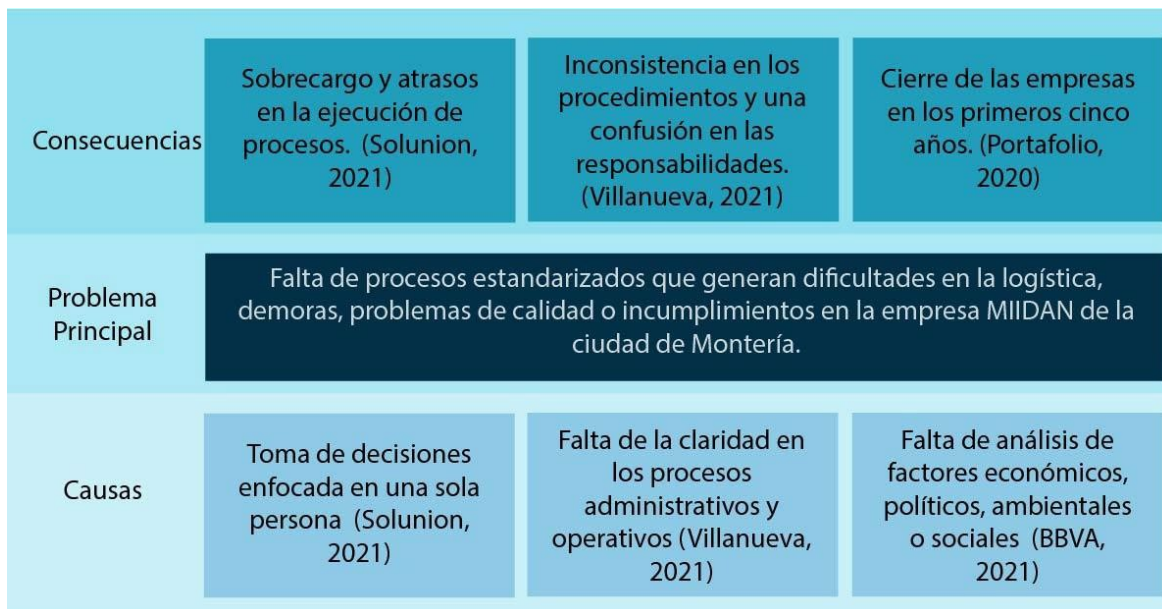 Consecuencias
Sobrecargo y atrasos
en la ejecución de
procesos. (Solunion,
2021)
Inconsistencia en los
procedimientos y una
confusión en las
responsabilidades.
(Villanueva, 2021)
Cierre de las empresas
en los primeros cinco
años. (Portafolio,
2020)
Problema
Principal
Falta de procesos estandarizados que generan dificultades en la logística,
demoras, problemas de calidad o incumplimientos en la empresa MIIDAN de la
ciudad de Montería.
Causas
Toma de decisiones
enfocada en una sola
persona (Solunion,
2021)
Falta de la claridad en
los procesos
administrativos y
operativos (Villanueva,
2021)
Falta de análisis de
factores económicos,
políticos, ambientales
o sociales (BBVA,
2021)